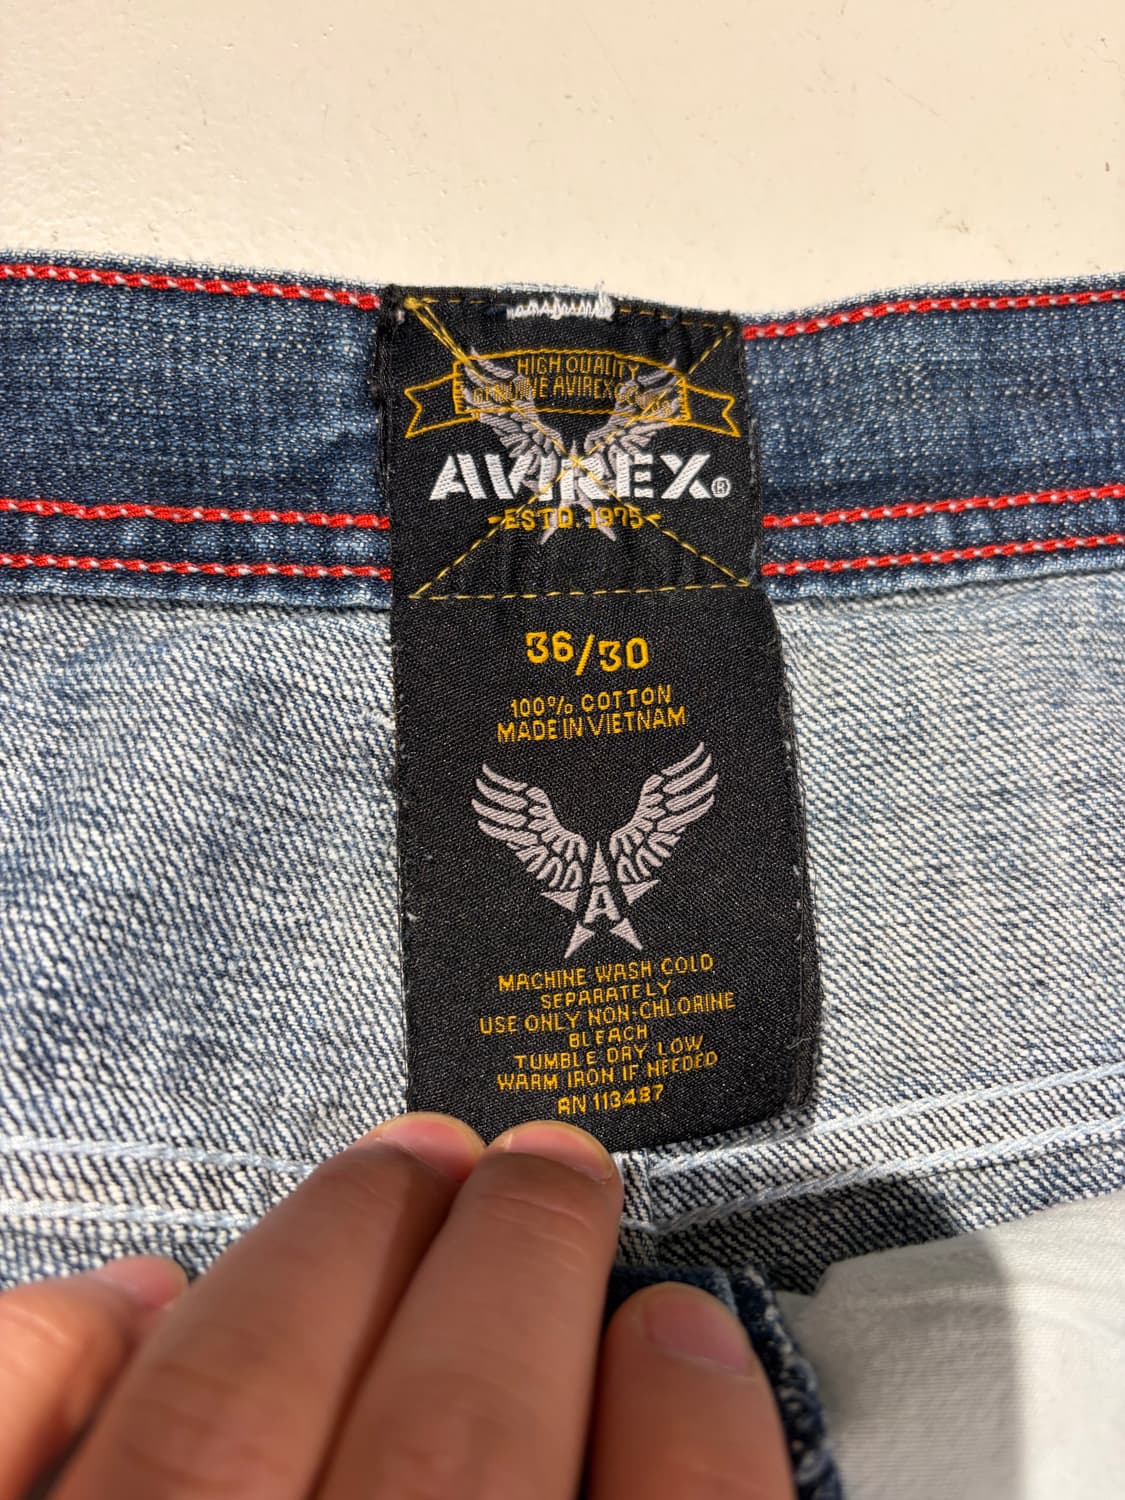 HIGH QUALITY
GENUINE AVIREX
AVIREX®
ESTD. 1975
36/30
100% COTTON
MADE IN VIETNAM
A
MACHINE WASH COLD
SEPARATELY
USE ONLY NON-CHLORINE
BLEACH
TUMBLE DRY LOW
WARM IRON IF NEEDED
RN 113487